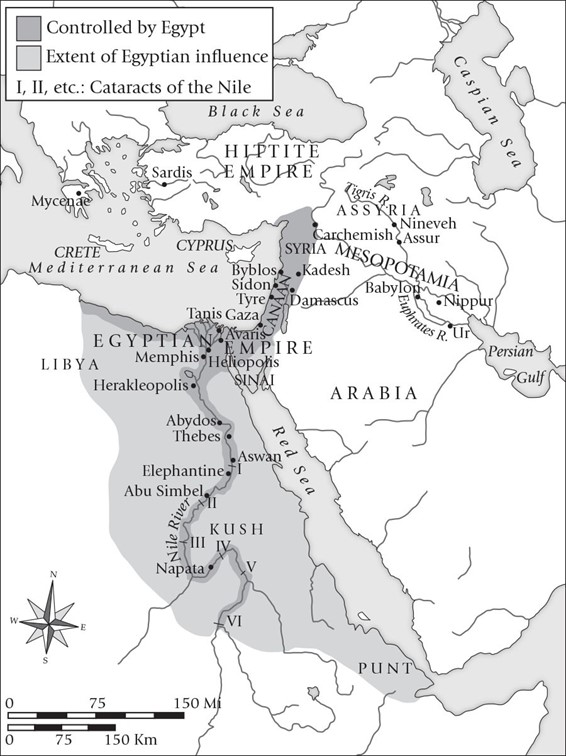 Controlled by Egypt
Extent of Egyptian influence
I, II, etc.: Cataracts of the Nile
Black Sea
Caspian Sea
HIPTITE
EMPIRE
Sardis
Mycenae
Tigris R.
ASSYRIA
Nineveh
Carchemish
Assur
CRETE
CYPRUS
SYRIA
MESOPOTAMIA
Mediterranean Sea
Byblos
Kadesh
Sidon
Babylon
Nippur
Tyre
CANAAN
Damascus
Euphrates R.
Tanis
Gaza
Ur
EGYPTIAN
EMPIRE
Avaris
Memphis
Heliopolis
Persian
Gulf
LIBYA
SINAI
Herakleopolis
ARABIA
Abydos
Thebes
Red Sea
Aswan
Elephantine
I
Abu Simbel
II
Nile River
KUSH
III
IV
Napata
V
VI
N
W
E
S
PUNT
0 75 150 Mi
0 75 150 Km